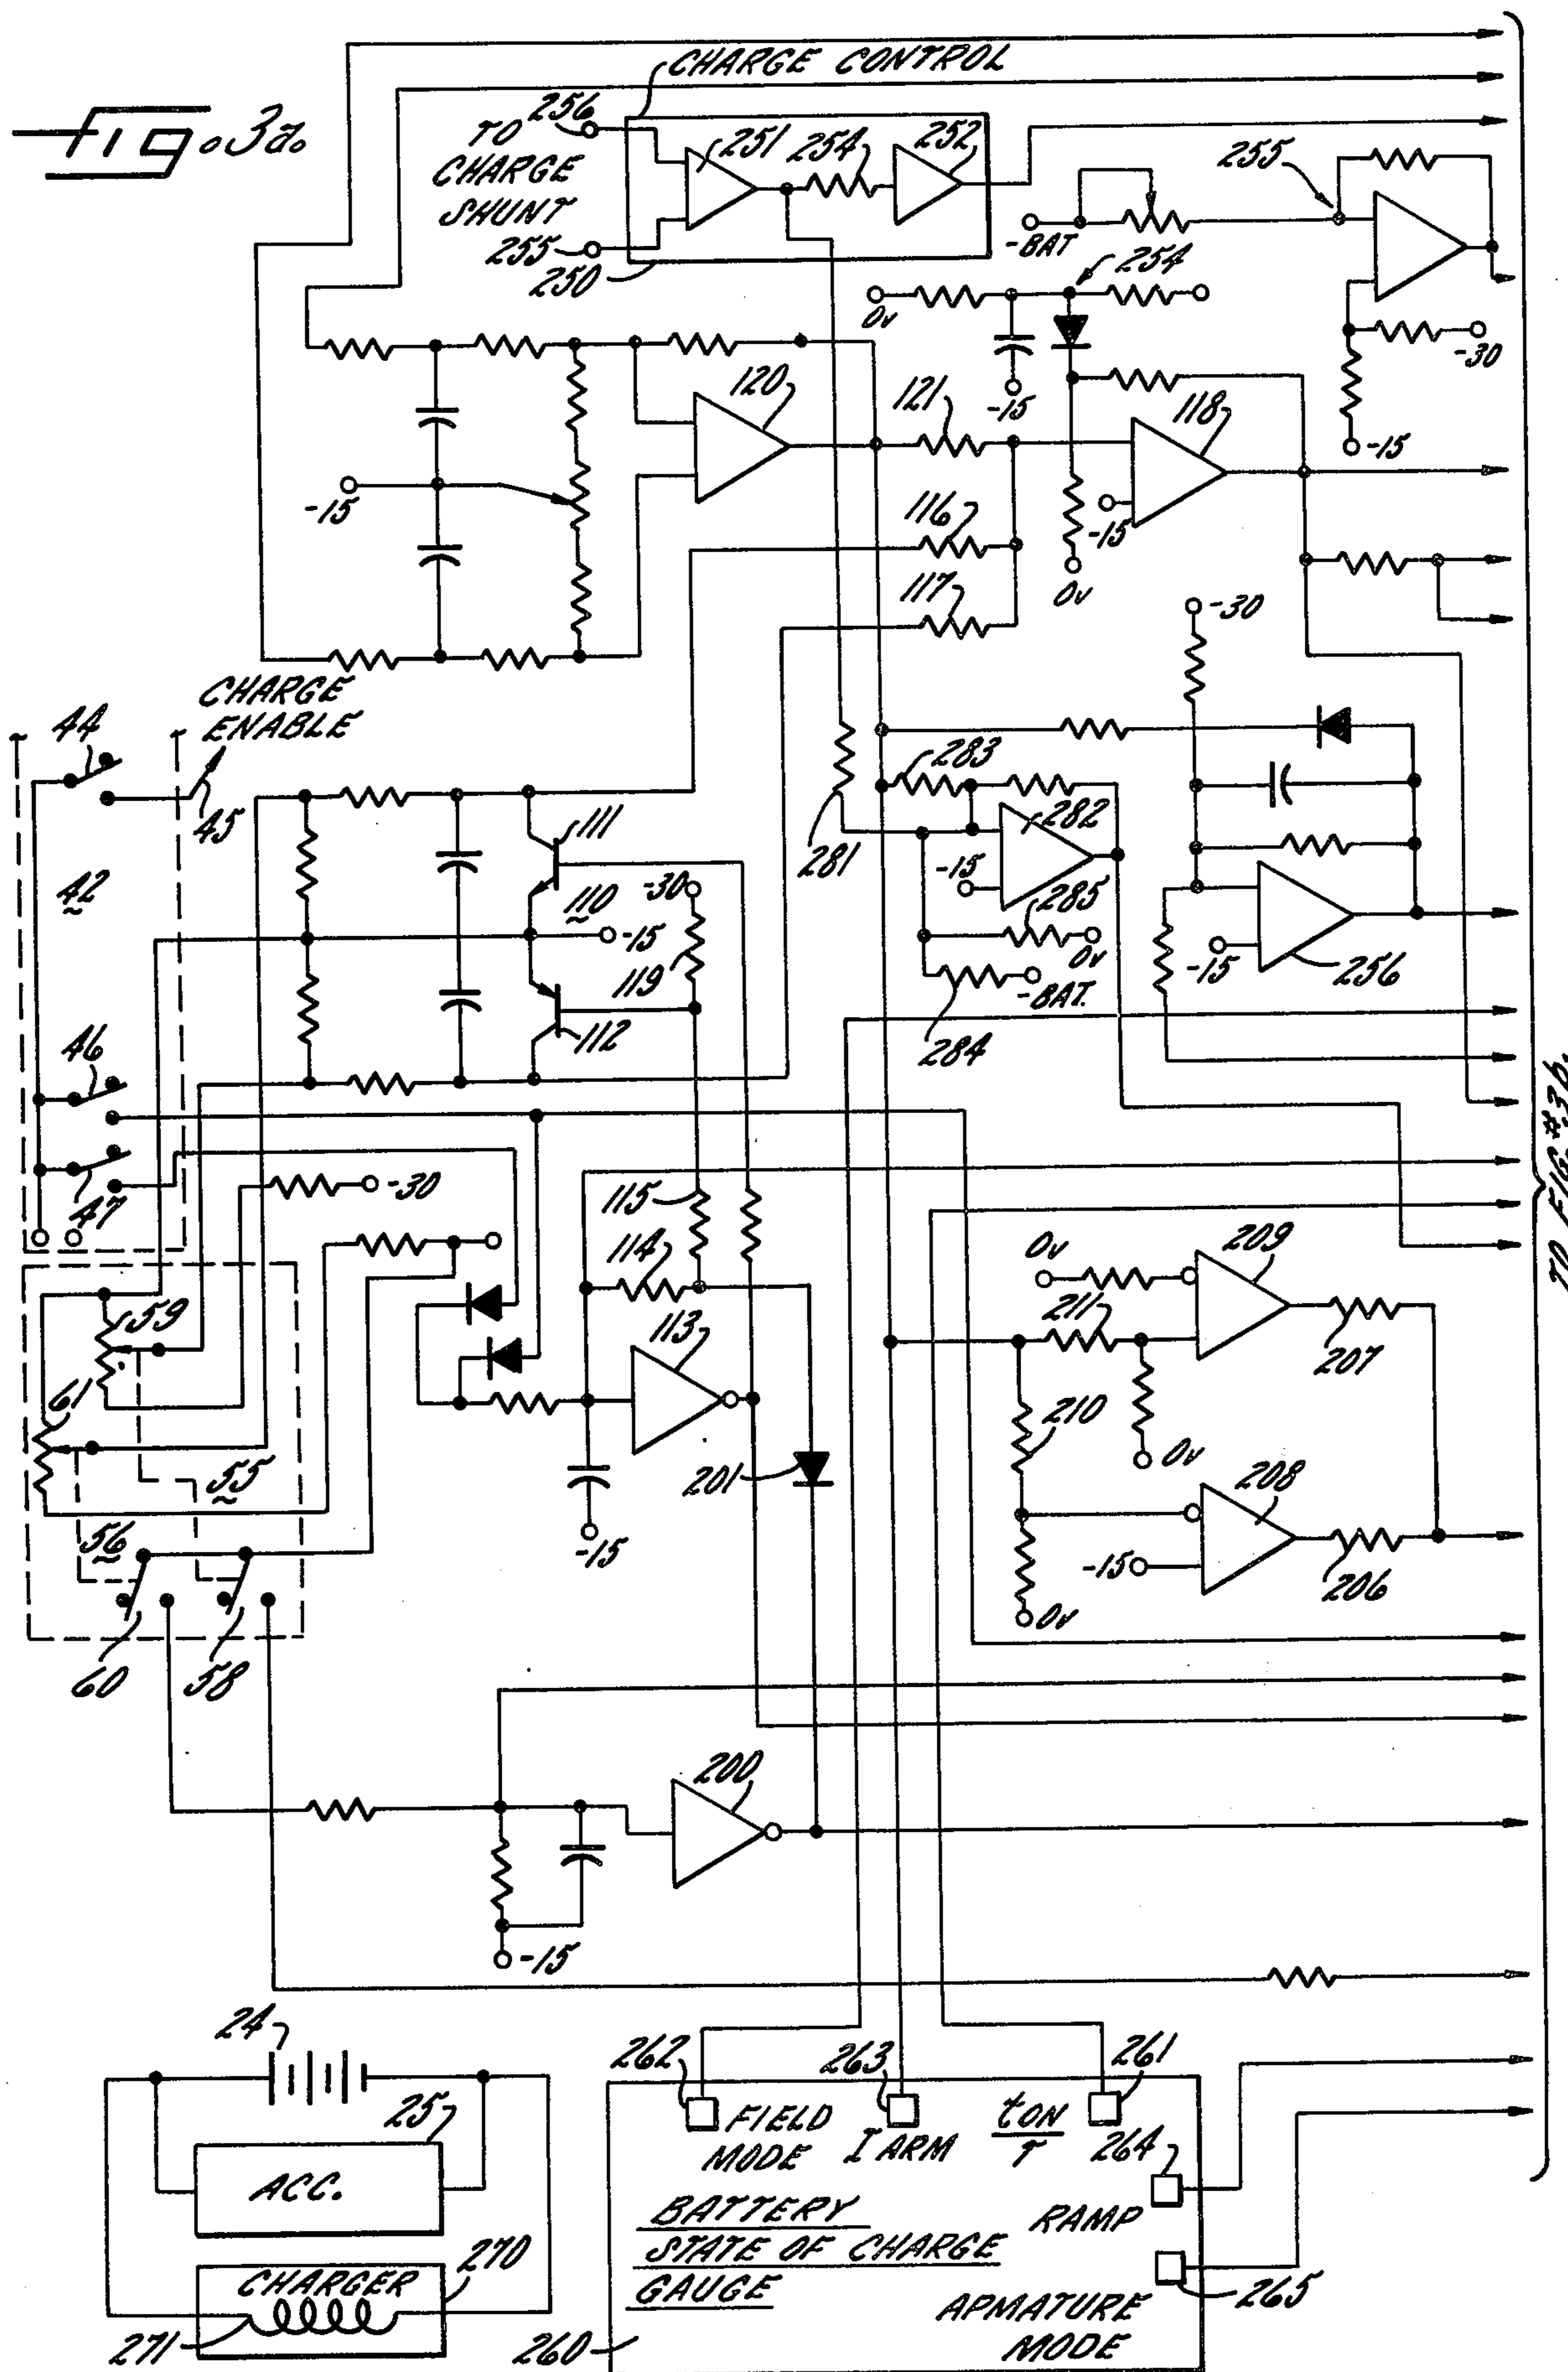 fig. 3a.
CHARGE CONTROL
TO
CHARGE
SHUNT
256
255
250
251
254
252
255
-BAT
254
0v
-15
-30
-15
120
121
118
-15
-15
0v
116
117
CHARGE
ENABLE
44
45
42
-30
283
281
282
-15
285
0v
-BAT.
284
256
-15
111
110
-30
-15
119
112
46
47
-30
115
114
113
201
-15
59
61
55
56
60
58
0v
209
211
207
210
0v
208
-15
206
0v
TO FIG. #3b.
200
-15
24
25
ACC.
CHARGER
270
271
262
263
261
FIELD
MODE
I ARM
tON
T
264
RAMP
BATTERY
STATE OF CHARGE
GAUGE
APMATURE
MODE
265
260